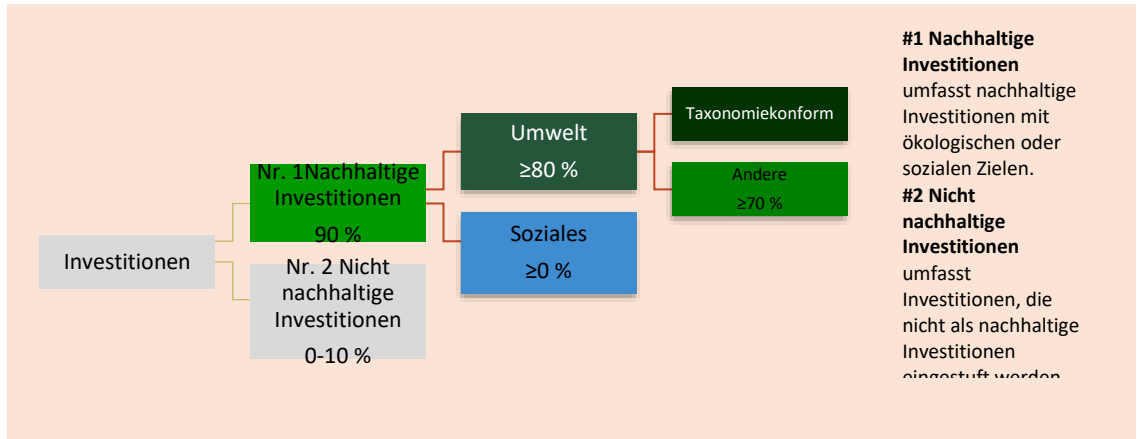 Investitionen
Nr. 1Nachhaltige
Investitionen
90 %
Nr. 2 Nicht
nachhaltige
Investitionen
0-10 %
Umwelt
≥80 %
Soziales
≥0 %
Taxonomiekonform
Andere
≥70 %
#1 Nachhaltige
Investitionen
umfasst nachhaltige
Investitionen mit
ökologischen oder
sozialen Zielen.
#2 Nicht
nachhaltige
Investitionen
umfasst
Investitionen, die
nicht als nachhaltige
Investitionen
eingestuft werden